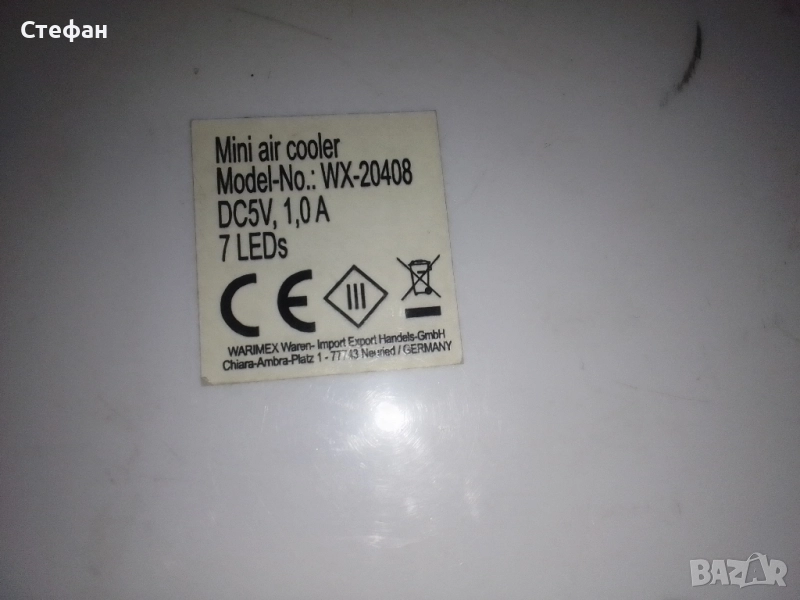 Стефан
Mini air cooler
Model-No.: WX-20408
DC5V, 1,0 A
7 LEDs
CE III
WARIMEX Waren- Import Export Handels-GmbH
Chiara-Ambra-Platz 1 - 77743 Neuried / GERMANY
BAZAR